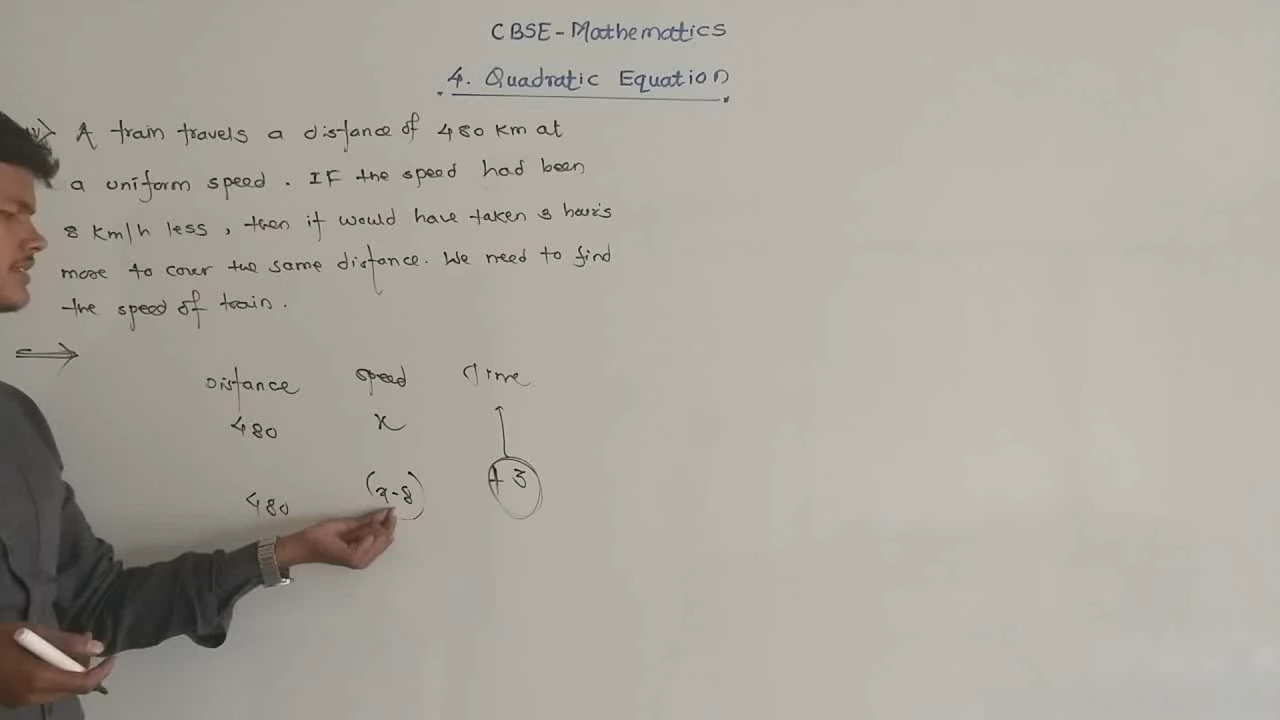 CBSE-Mathematics
4. Quadratic Equation
A train travels a distance of 480 km at
a uniform speed. IF the speed had been
8 km/h less, then it would have taken 3 hours
more to cover the same distance. We need to find
the speed of train.
⟹
Distance speed Time
480 x
480 (x-8) +3